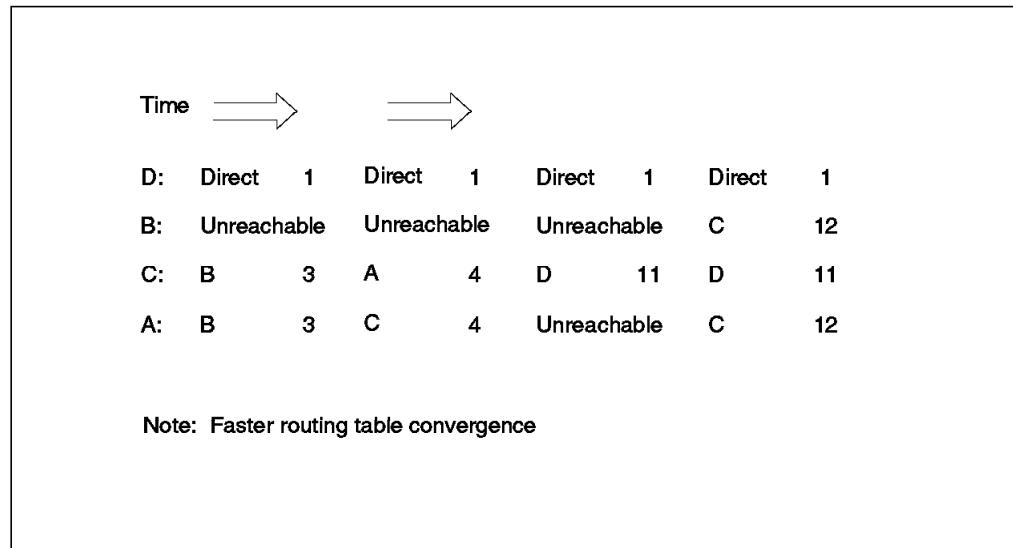 Time
D: Direct 1 Direct 1 Direct 1 Direct 1
B: Unreachable Unreachable Unreachable C 12
C: B 3 A 4 D 11 D 11
A: B 3 C 4 Unreachable C 12
Note: Faster routing table convergence